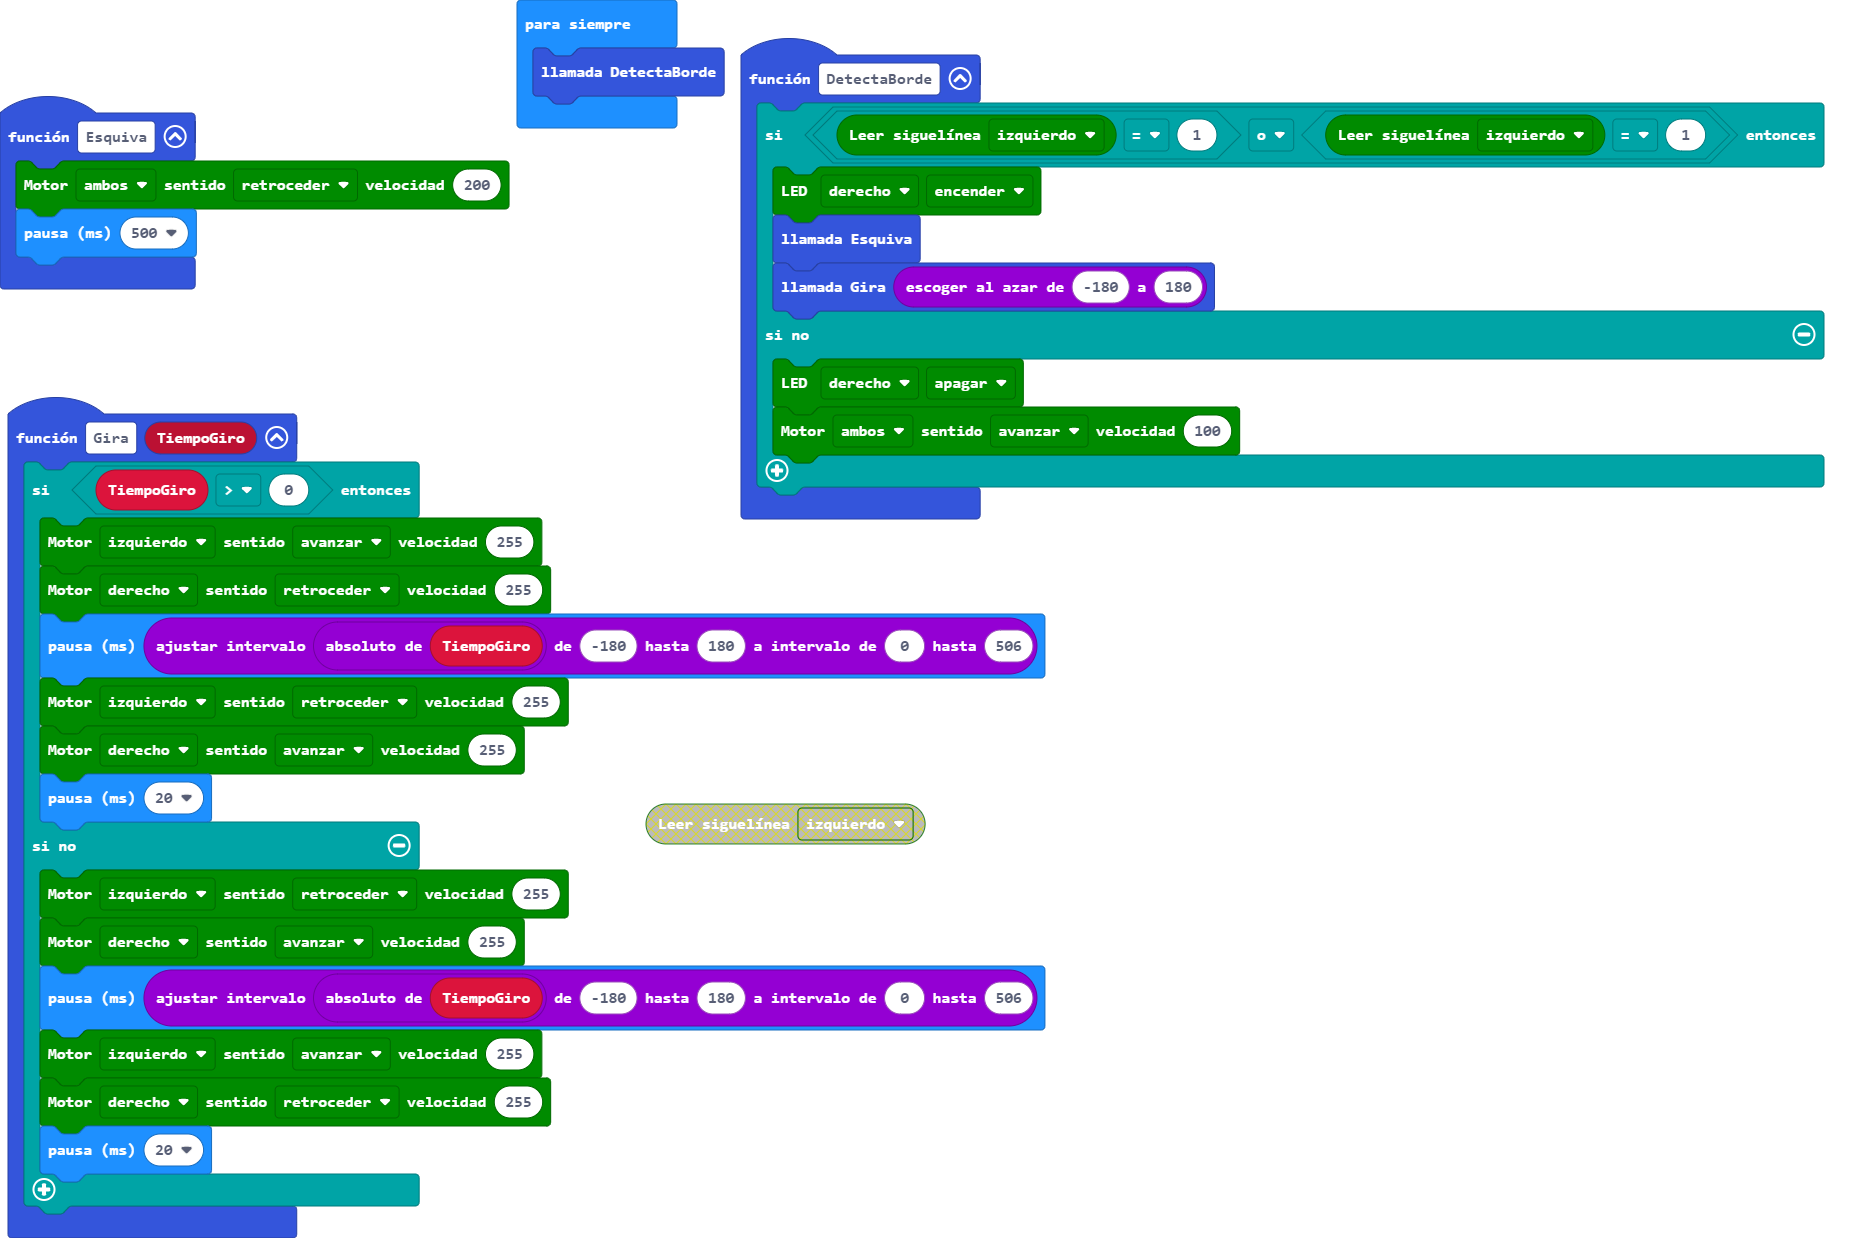 para siempre
llamada DetectaBorde
función Esquiva
Motor ambos sentido retroceder velocidad 200
pausa (ms) 500
función DetectaBorde
si Leer siguelínea izquierdo = 1 o Leer siguelínea izquierdo = 1 entonces
LED derecho encender
llamada Esquiva
llamada Gira escoger al azar de -180 a 180
si no
LED derecho apagar
Motor ambos sentido avanzar velocidad 100
función Gira TiempoGiro
si TiempoGiro > 0 entonces
Motor izquierdo sentido avanzar velocidad 255
Motor derecho sentido retroceder velocidad 255
pausa (ms) ajustar intervalo absoluto de TiempoGiro de -180 hasta 180 a intervalo de 0 hasta 506
Motor izquierdo sentido retroceder velocidad 255
Motor derecho sentido avanzar velocidad 255
pausa (ms) 20
si no
Motor izquierdo sentido retroceder velocidad 255
Motor derecho sentido avanzar velocidad 255
pausa (ms) ajustar intervalo absoluto de TiempoGiro de -180 hasta 180 a intervalo de 0 hasta 506
Motor izquierdo sentido avanzar velocidad 255
Motor derecho sentido retroceder velocidad 255
pausa (ms) 20
Leer siguelínea izquierdo